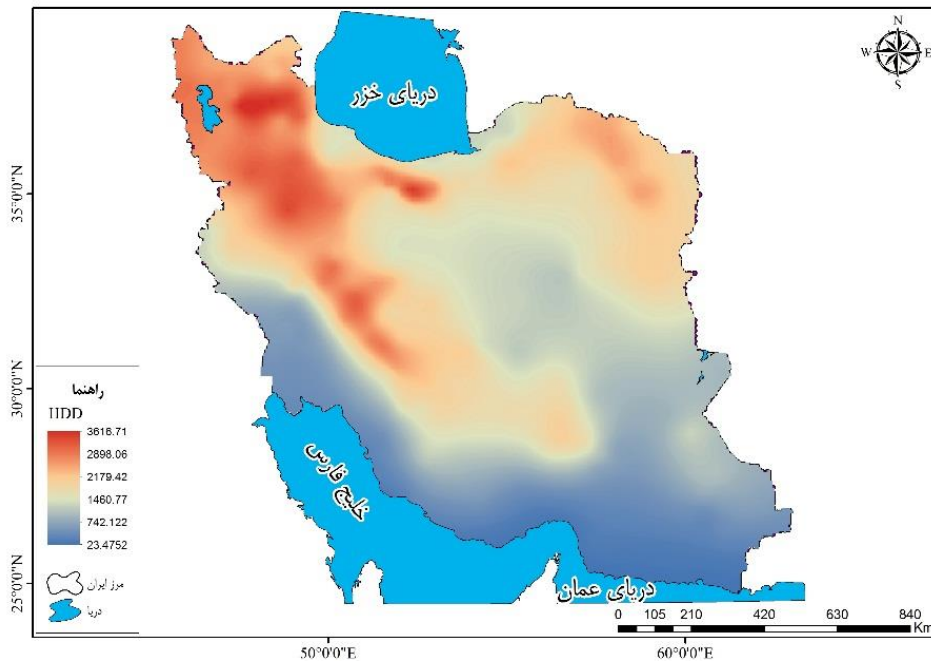 N
W E
S
دریای خزر
35°0'0"N
30°0'0"N
25°0'0"N
راهنما
HDD
3616.71
2898.06
2179.42
1460.77
742.122
23.4752
مرز ایران
دریا
خلیج فارس
دریای عمان
0 105 210 420 630 840
Km
50°0'0"E 60°0'0"E